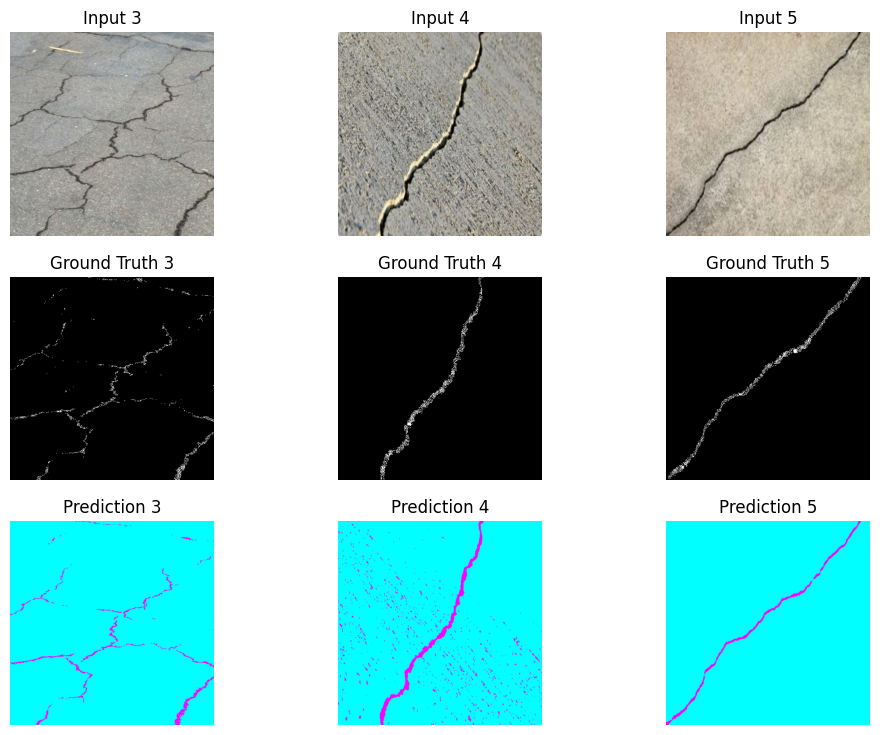 Input 3
Input 4
Input 5
Ground Truth 3
Ground Truth 4
Ground Truth 5
Prediction 3
Prediction 4
Prediction 5